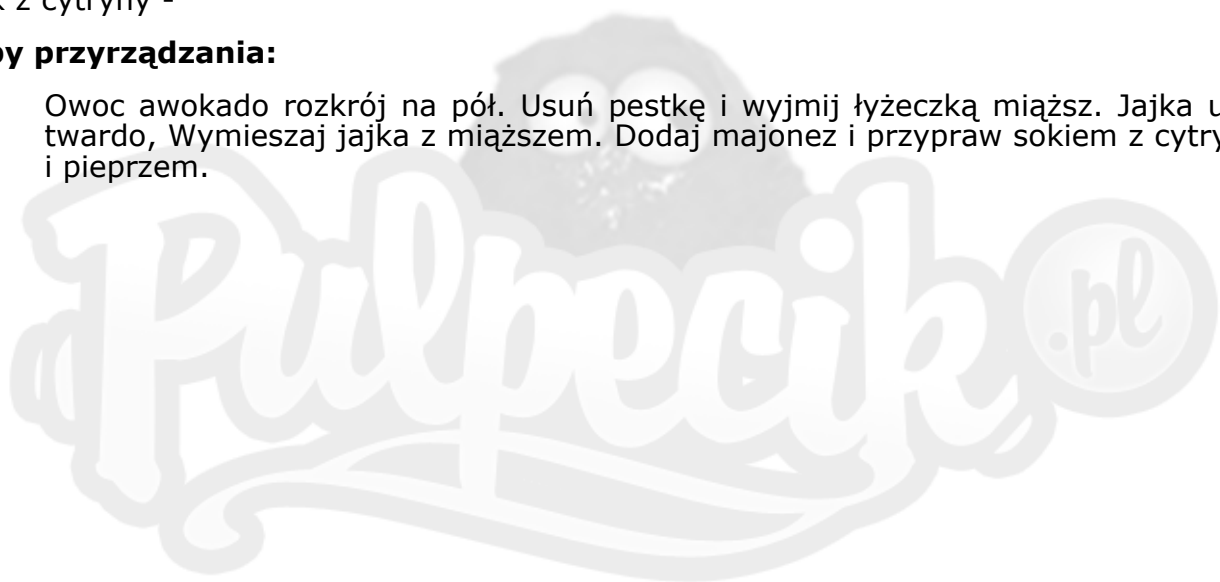 z cytryny -
przyrządzania:
Owoc awokado rozkrój na pół. Usuń pestkę i wyjmij łyżeczką miąższ. Jajka
twardo, Wymieszaj jajka z miąższem. Dodaj majonez i przypraw sokiem z
i pieprzem.
Pulpecik
.pl